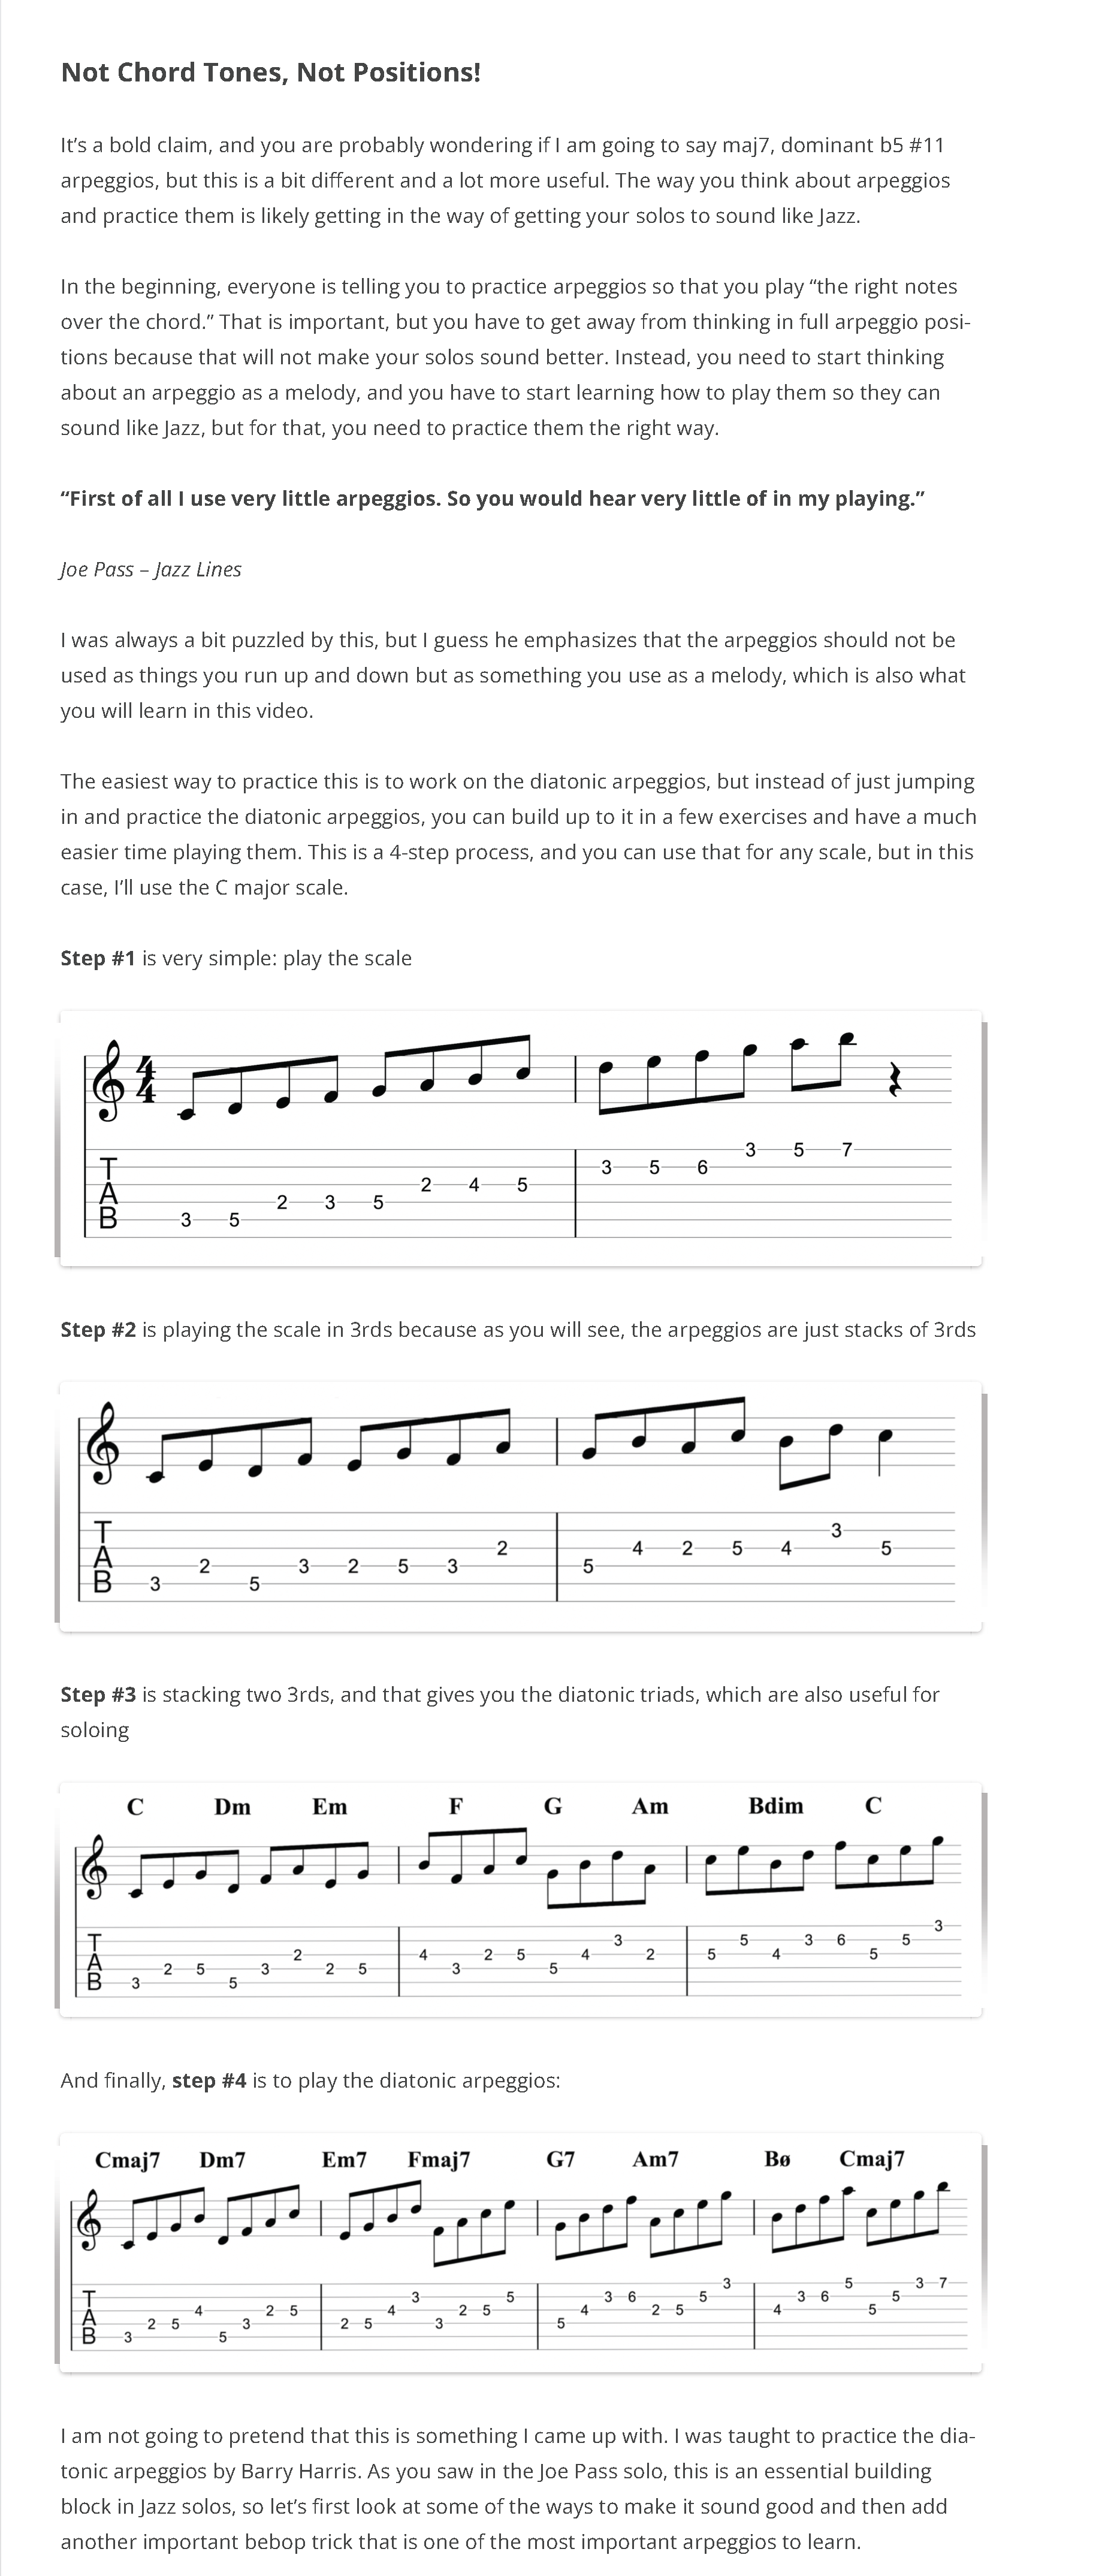 Not Chord Tones, Not Positions!
It’s a bold claim, and you are probably wondering if I am going to say maj7, dominant b5 #11
arpeggios, but this is a bit different and a lot more useful. The way you think about arpeggios
and practice them is likely getting in the way of getting your solos to sound like Jazz.
In the beginning, everyone is telling you to practice arpeggios so that you play “the right notes
over the chord.” That is important, but you have to get away from thinking in full arpeggio posi-
tions because that will not make your solos sound better. Instead, you need to start thinking
about an arpeggio as a melody, and you have to start learning how to play them so they can
sound like Jazz, but for that, you need to practice them the right way.
“First of all I use very little arpeggios. So you would hear very little of in my playing.”
Joe Pass – Jazz Lines
I was always a bit puzzled by this, but I guess he emphasizes that the arpeggios should not be
used as things you run up and down but as something you use as a melody, which is also what
you will learn in this video.
The easiest way to practice this is to work on the diatonic arpeggios, but instead of just jumping
in and practice the diatonic arpeggios, you can build up to it in a few exercises and have a much
easier time playing them. This is a 4-step process, and you can use that for any scale, but in this
case, I’ll use the C major scale.
Step #1 is very simple: play the scale
4
4
3 5 7
T 3 5 6
A 2 4 5
2 3 5
B 3 5
Step #2 is playing the scale in 3rds because as you will see, the arpeggios are just stacks of 3rds
T 3
A 2 4 2 5 4 5
2 3 2 5 3 5
B 3 5
Step #3 is stacking two 3rds, and that gives you the diatonic triads, which are also useful for
soloing
C Dm Em F G Am Bdim C
3
T 3 5 3 6 5
A 2 4 2 5 4 2 5 4 5
2 5 3 2 5 3 5
B 3 5
And finally, step #4 is to play the diatonic arpeggios:
Cmaj7 Dm7 Em7 Fmaj7 G7 Am7 Bø Cmaj7
3 5 3 7
T 3 5 3 6 5 3 6 5
A 4 2 5 4 2 5 4 2 5 4 5
2 5 3 2 5 3 5
B 3 5
I am not going to pretend that this is something I came up with. I was taught to practice the dia-
tonic arpeggios by Barry Harris. As you saw in the Joe Pass solo, this is an essential building
block in Jazz solos, so let’s first look at some of the ways to make it sound good and then add
another important bebop trick that is one of the most important arpeggios to learn.